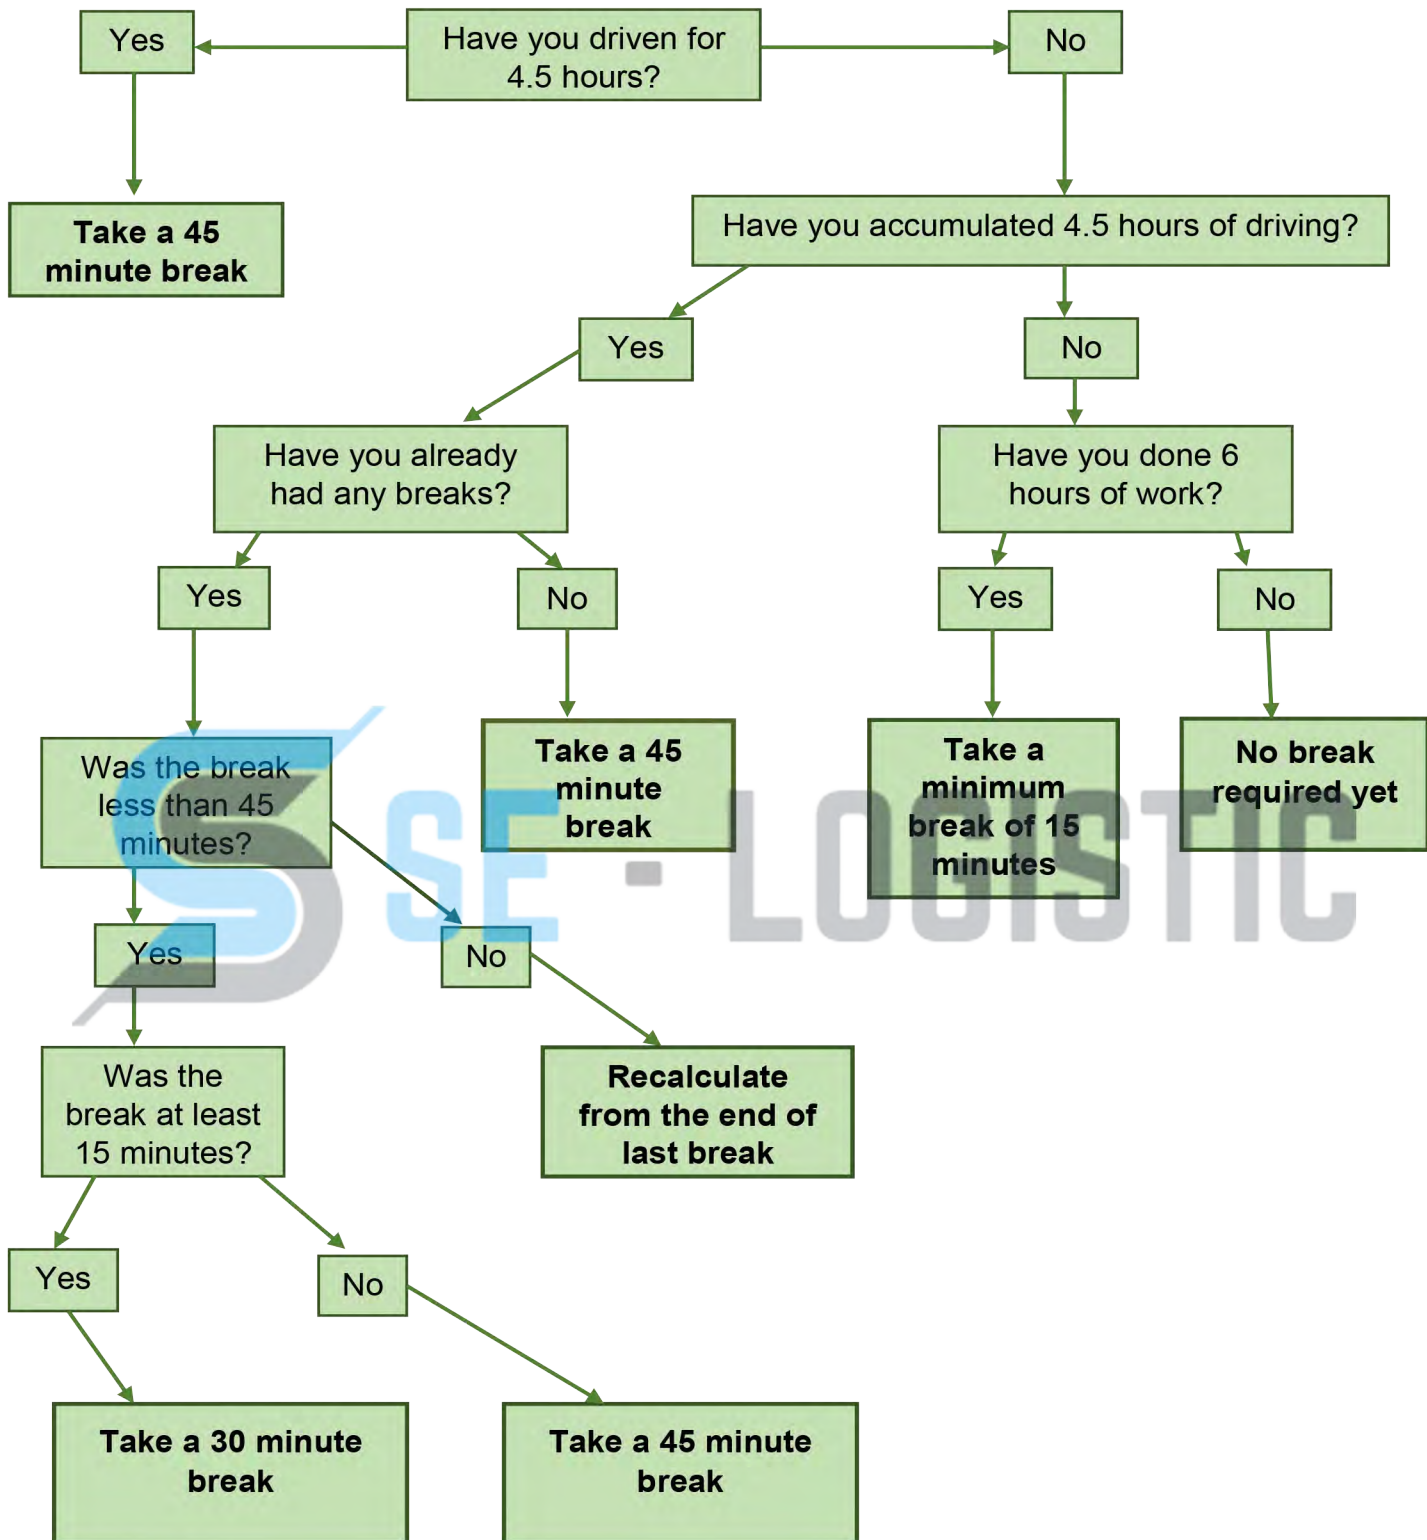 Yes
Have you driven for
4.5 hours?
No
Take a 45
minute break
Have you accumulated 4.5 hours of driving?
Yes
No
Have you already
had any breaks?
Have you done 6
hours of work?
Yes
No
Yes
No
Was the break
less than 45
minutes?
Take a 45
minute
break
Take a
minimum
break of 15
minutes
No break
required yet
SE - LOGISTIC
Yes
No
Was the
break at least
15 minutes?
Recalculate
from the end of
last break
Yes
No
Take a 30 minute
break
Take a 45 minute
break